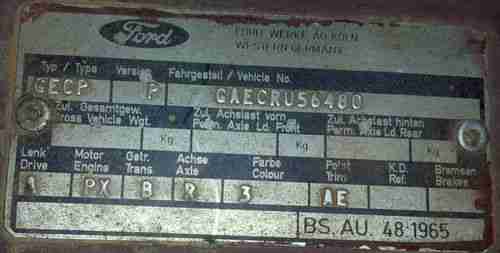 Ford
FORD WERKE AG KÖLN
WESTERN GERMANY
Typ / Type Version Fahrgestell / Vehicle No.
GECP P GAECRU56480
Zul. Gesamtgew. Zul. Achslast vorn Zul. Achslast hinten
Gross Vehicle Wgt. Perm. Axle Ld. Front Perm. Axle Ld. Rear
Kg Kg Kg
Lenk Motor Getr. Achse Farbe Polst. K.D. Bremsen
Drive Engine Trans. Axle Colour Trim Ref. Brakes
PX B R 3 AE
BS. AU. 48:1965